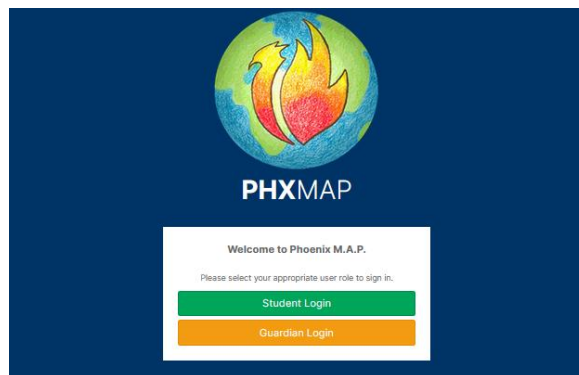 PHXMAP
Welcome to Phoenix M.A.P.
Please select your appropriate user role to sign in.
Student Login
Guardian Login